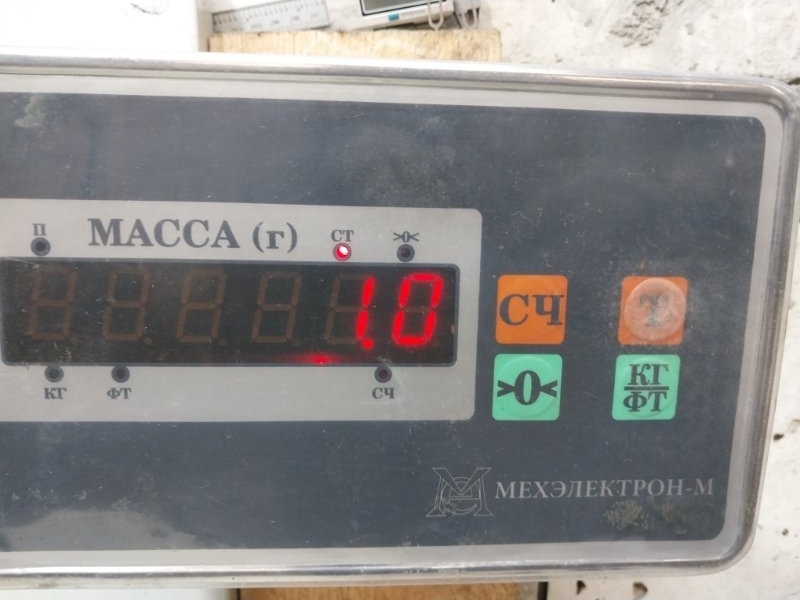 П МАССА (г) СТ >0<
1.0
КГ ФТ СЧ
СЧ Т
>0< КГ
ФТ
МЕХЭЛЕКТРОН-М